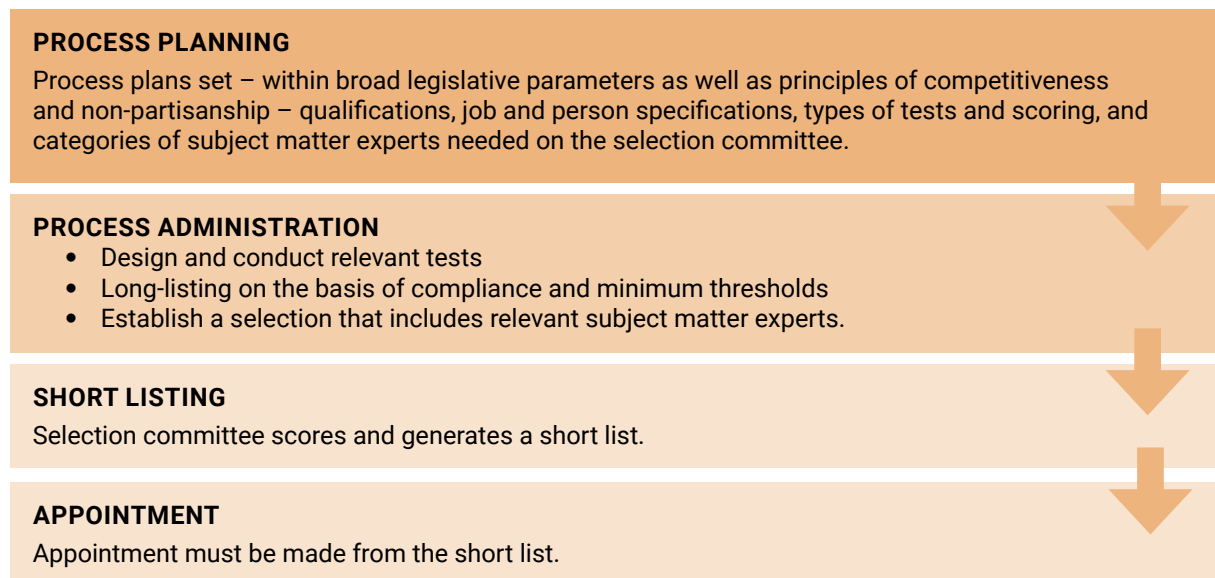 PROCESS PLANNING
Process plans set – within broad legislative parameters as well as principles of competitiveness
and non-partisanship – qualifications, job and person specifications, types of tests and scoring, and
categories of subject matter experts needed on the selection committee.
PROCESS ADMINISTRATION
• Design and conduct relevant tests
• Long-listing on the basis of compliance and minimum thresholds
• Establish a selection that includes relevant subject matter experts.
SHORT LISTING
Selection committee scores and generates a short list.
APPOINTMENT
Appointment must be made from the short list.